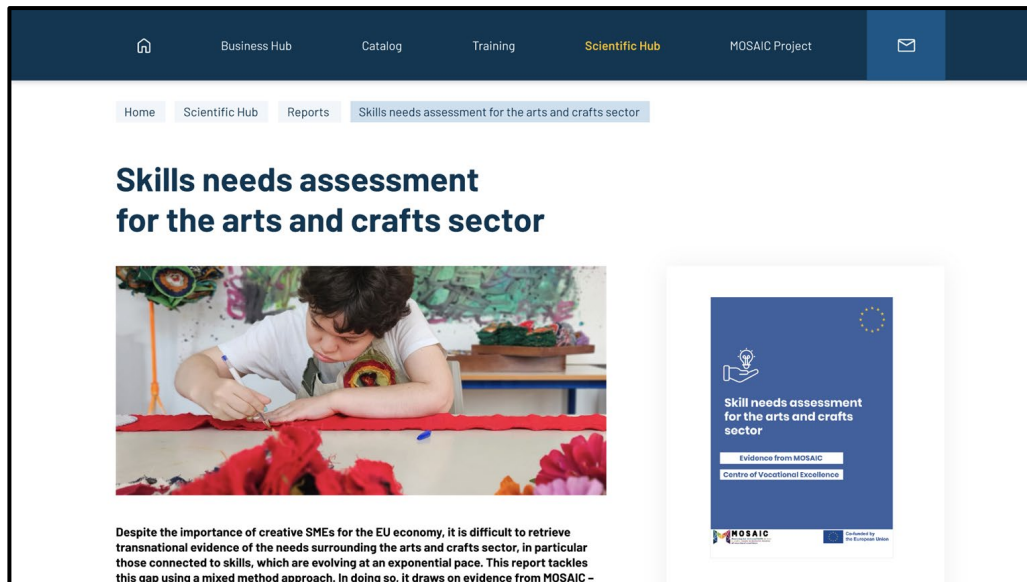 Business Hub
Catalog
Training
Scientific Hub
MOSAIC Project
Home
Scientific Hub
Reports
Skills needs assessment for the arts and crafts sector
Skills needs assessment
for the arts and crafts sector
Despite the importance of creative SMEs for the EU economy, it is difficult to retrieve
transnational evidence of the needs surrounding the arts and crafts sector, in particular
those connected to skills, which are evolving at an exponential pace. This report tackles
this gap using a mixed method approach. In doing so, it draws on evidence from MOSAIC –
Skill needs assessment
for the arts and crafts
sector
Evidence from MOSAIC
Centre of Vocational Excellence
MOSAIC
Co-funded by
the European Union